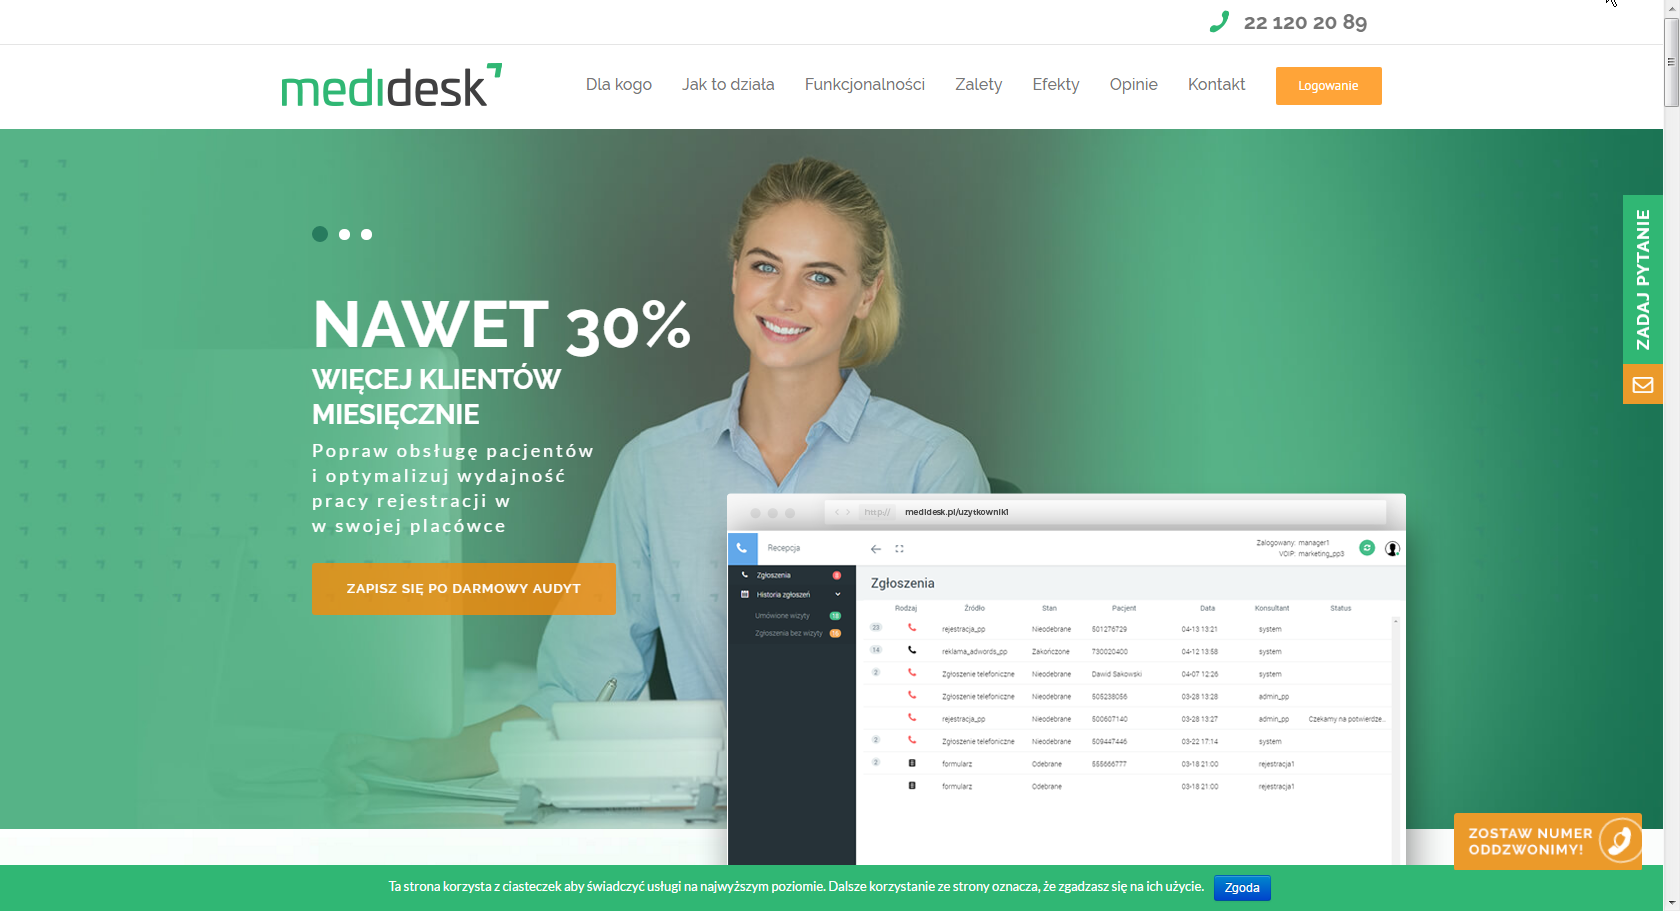 22 120 20 89
medidesk
Dla kogo Jak to działa Funkcjonalności Zalety Efekty Opinie Kontakt Logowanie
NAWET 30%
WIĘCEJ KLIENTÓW
MIESIĘCZNIE
Popraw obsługę pacjentów
i optymalizuj wydajność
pracy rejestracji w
w swojej placówce
ZAPISZ SIĘ PO DARMOWY AUDYT
ZADAJ PYTANIE
http:// medidesk.pl/uzytkownik1
Recepcja
Zalogowany: manager1
VOIP: marketing_pp3
Zgłoszenia
Historia zgłoszeń
Umówione wizyty 18
Zgłoszenia bez wizyty
Zgłoszenia
Rodzaj Źródło Stan Pacjent Data Konsultant Status
23 rejestracja_pp Nieodebrane 501276729 04-13 13:21 system
14 reklama_adwords_pp Zakończone 730020400 04-12 13:58 system
2 Zgłoszenie telefoniczne Nieodebrane Dawid Sakowski 04-07 12:26 system
Zgłoszenie telefoniczne Nieodebrane 505238056 03-28 13:28 admin_pp
rejestracja_pp Nieodebrane 500607140 03-28 13:27 admin_pp Czekamy na potwierdze...
2 Zgłoszenie telefoniczne Nieodebrane 509447446 03-22 17:14 system
2 formularz Odebrane 555666777 03-18 21:00 rejestracja1
formularz Odebrane 03-18 21:00 rejestracja1
ZOSTAW NUMER
ODDZWONIMY!
Ta strona korzysta z ciasteczek aby świadczyć usługi na najwyższym poziomie. Dalsze korzystanie ze strony oznacza, że zgadzasz się na ich użycie. Zgoda